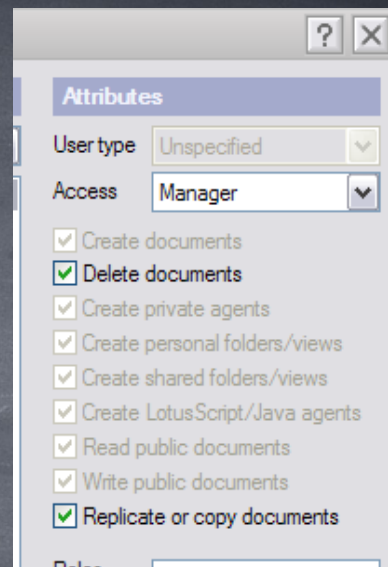 Attributes
User type Unspecified
Access Manager
Create documents
Delete documents
Create private agents
Create personal folders/views
Create shared folders/views
Create LotusScript/Java agents
Read public documents
Write public documents
Replicate or copy documents